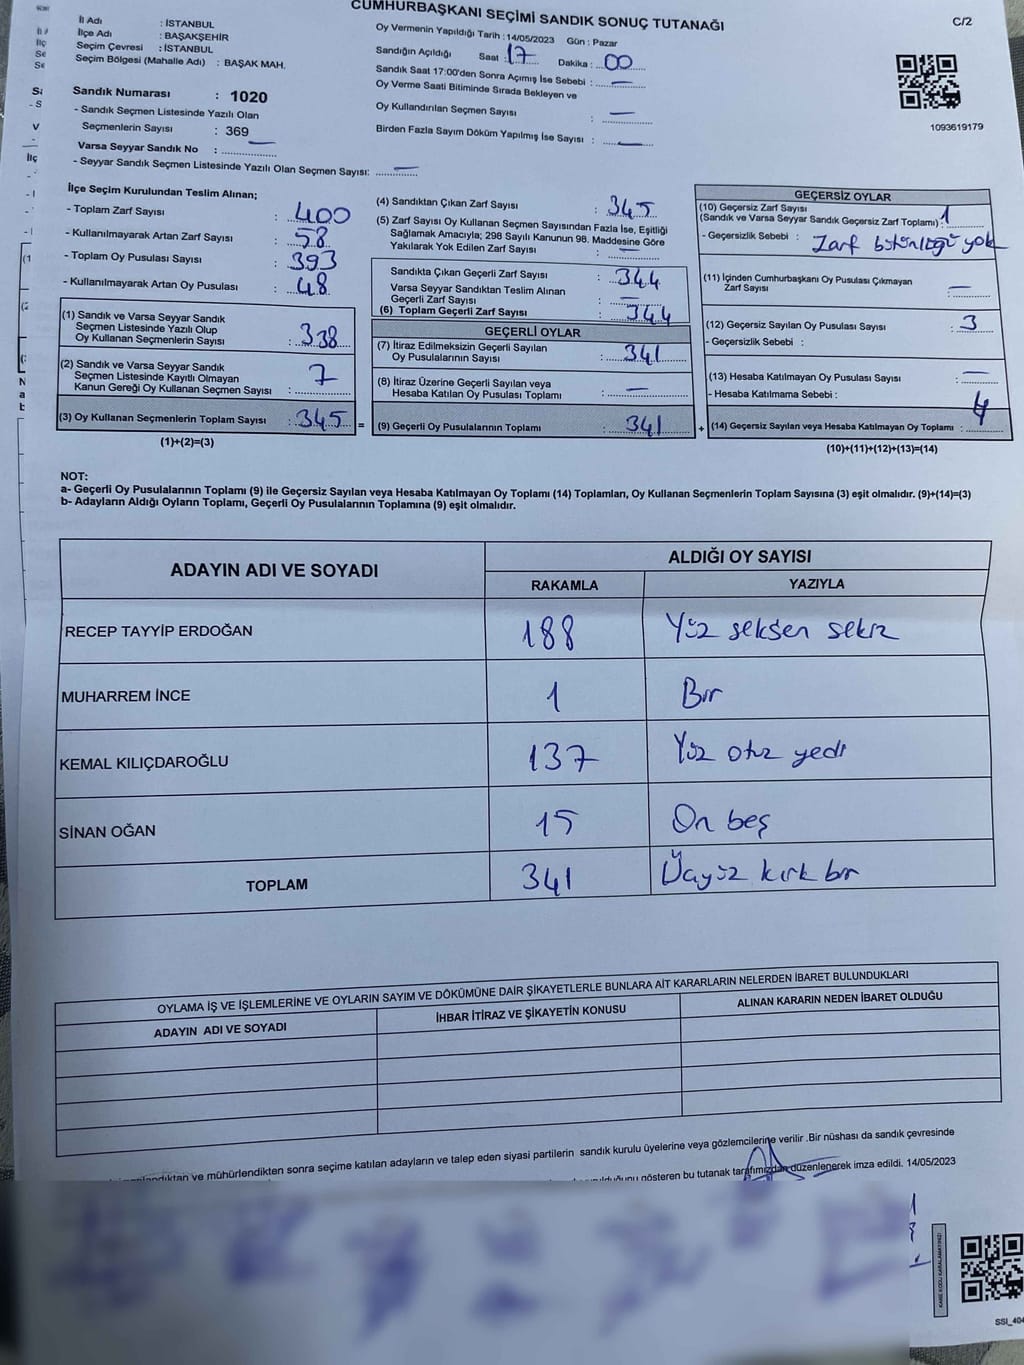 CUMHURBAŞKANI SEÇİMİ SANDIK SONUÇ TUTANAĞI
C/2
İl Adı : İSTANBUL
İlçe Adı : BAŞAKŞEHİR
Seçim Çevresi : İSTANBUL
Seçim Bölgesi (Mahalle Adı) : BAŞAK MAH.
Oy Vermenin Yapıldığı Tarih : 14/05/2023 Gün : Pazar
Sandığın Açıldığı Saat : 17 Dakika : 00
Sandık Saat 17:00'den Sonra Açımış İse Sebebi : —
Oy Verme Saati Bitiminde Sırada Bekleyen ve
Oy Kullandırılan Seçmen Sayısı : —
Birden Fazla Sayım Döküm Yapılmış İse Sayısı : —
1093619179
Sandık Numarası : 1020
- Sandık Seçmen Listesinde Yazılı Olan
Seçmenlerin Sayısı : 369
Varsa Seyyar Sandık No : —
- Seyyar Sandık Seçmen Listesinde Yazılı Olan Seçmen Sayısı: —
İlçe Seçim Kurulundan Teslim Alınan;
- Toplam Zarf Sayısı : 400
- Kullanılmayarak Artan Zarf Sayısı : 58
- Toplam Oy Pusulası Sayısı : 393
- Kullanılmayarak Artan Oy Pusulası : 48
(1) Sandık ve Varsa Seyyar Sandık
Seçmen Listesinde Yazılı Olup
Oy Kullanan Seçmenlerin Sayısı : 338
(2) Sandık ve Varsa Seyyar Sandık
Seçmen Listesinde Kayıtlı Olmayan
Kanun Gereği Oy Kullanan Seçmen Sayısı : 7
(3) Oy Kullanan Seçmenlerin Toplam Sayısı : 345 =
(1)+(2)=(3)
(4) Sandıktan Çıkan Zarf Sayısı : 345
(5) Zarf Sayısı Oy Kullanan Seçmen Sayısından Fazla İse, Eşitliği
Sağlamak Amacıyla; 298 Sayılı Kanunun 98. Maddesine Göre
Yakılarak Yok Edilen Zarf Sayısı : —
Sandıkta Çıkan Geçerli Zarf Sayısı : 344
Varsa Seyyar Sandıktan Teslim Alınan
Geçerli Zarf Sayısı : —
(6) Toplam Geçerli Zarf Sayısı : 344
GEÇERLİ OYLAR
(7) İtiraz Edilmeksizin Geçerli Sayılan
Oy Pusulalarının Sayısı : 341
(8) İtiraz Üzerine Geçerli Sayılan veya
Hesaba Katılan Oy Pusulası Toplamı : —
(9) Geçerli Oy Pusulalarının Toplamı : 341 +
GEÇERSİZ OYLAR
(10) Geçersiz Zarf Sayısı
(Sandık ve Varsa Seyyar Sandık Geçersiz Zarf Toplamı) : 1
- Geçersizlik Sebebi : Zarf bütünlüğü yok
(11) İçinden Cumhurbaşkanı Oy Pusulası Çıkmayan
Zarf Sayısı : —
(12) Geçersiz Sayılan Oy Pusulası Sayısı : 3
- Geçersizlik Sebebi :
(13) Hesaba Katılmayan Oy Pusulası Sayısı : —
- Hesaba Katılmama Sebebi :
(14) Geçersiz Sayılan veya Hesaba Katılmayan Oy Toplamı : 4
(10)+(11)+(12)+(13)=(14)
NOT:
a- Geçerli Oy Pusulalarının Toplamı (9) ile Geçersiz Sayılan veya Hesaba Katılmayan Oy Toplamı (14) Toplamları, Oy Kullanan Seçmenlerin Toplam Sayısına (3) eşit olmalıdır. (9)+(14)=(3)
b- Adayların Aldığı Oyların Toplamı, Geçerli Oy Pusulalarının Toplamına (9) eşit olmalıdır.
ADAYIN ADI VE SOYADI
ALDIĞI OY SAYISI
RAKAMLA YAZIYLA
RECEP TAYYİP ERDOĞAN 188 Yüz seksen sekiz
MUHARREM İNCE 1 Bir
KEMAL KILIÇDAROĞLU 137 Yüz otuz yedi
SİNAN OĞAN 15 On beş
TOPLAM 341 Üçyüz kırk bir
OYLAMA İŞ VE İŞLEMLERİNE VE OYLARIN SAYIM VE DÖKÜMÜNE DAİR ŞİKAYETLERLE BUNLARA AİT KARARLARIN NELERDEN İBARET BULUNDUKLARI
ADAYIN ADI VE SOYADI İHBAR İTİRAZ VE ŞİKAYETİN KONUSU ALINAN KARARIN NEDEN İBARET OLDUĞU
ve mühürlendikten sonra seçime katılan adayların ve talep eden siyasi partilerin sandık kurulu üyelerine veya gözlemcilerine verilir .Bir nüshası da sandık çevresinde
gösteren bu tutanak tarafımızdan düzenlenerek imza edildi. 14/05/2023
KARE KODU KARALAMAYINIZ!
SSI_404